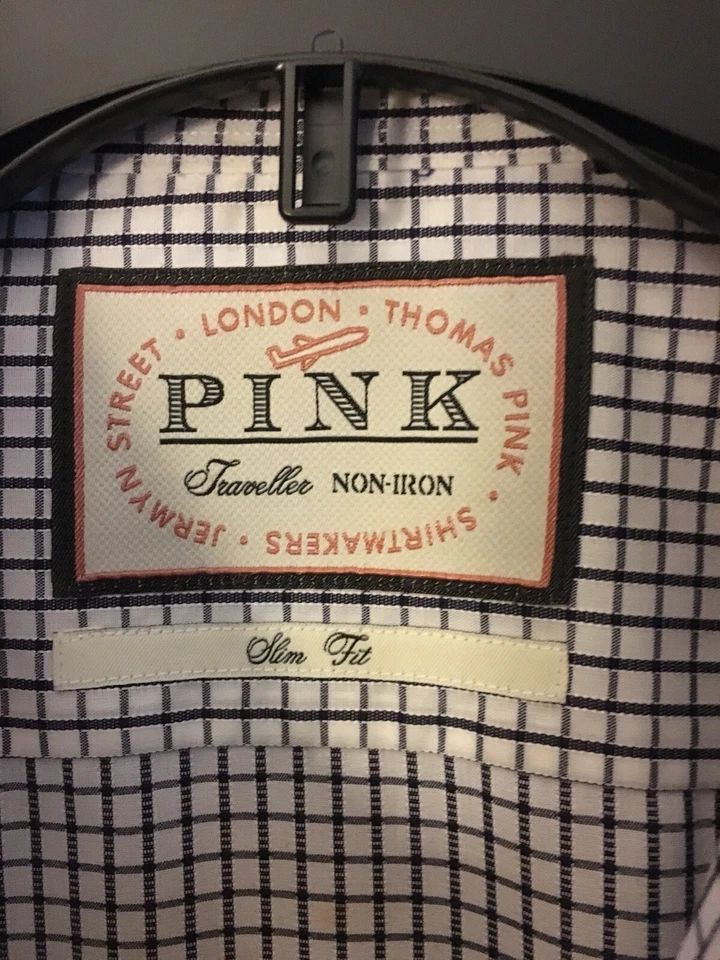 JERMYN STREET • LONDON • THOMAS PINK • SHIRTMAKERS •
PINK
Traveller NON-IRON
Slim Fit